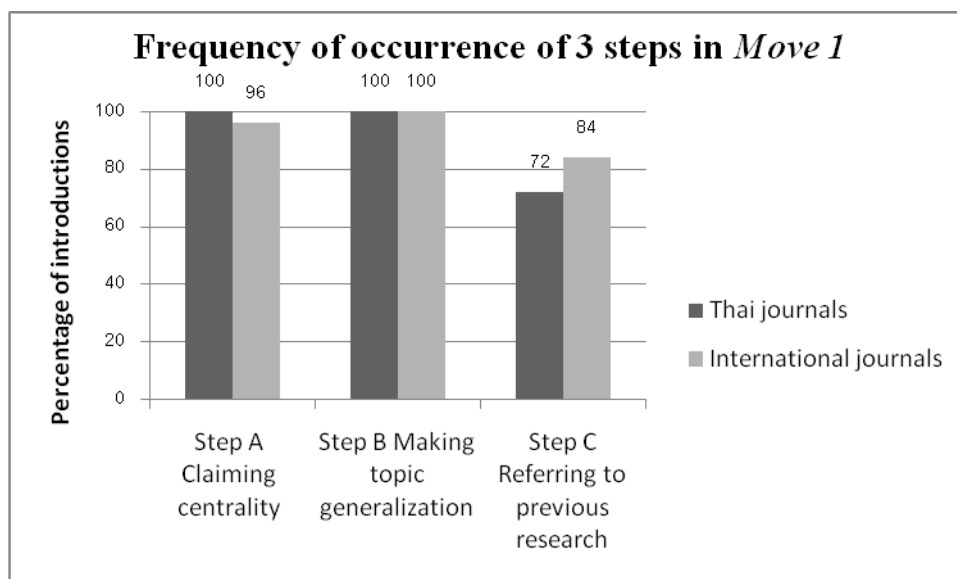 Frequency of occurrence of 3 steps in Move 1
100
96
100
100
72
84
Percentage of introductions
100
80
60
40
20
0
Step A
Claiming
centrality
Step B Making
topic
generalization
Step C
Referring to
previous
research
Thai journals
International journals